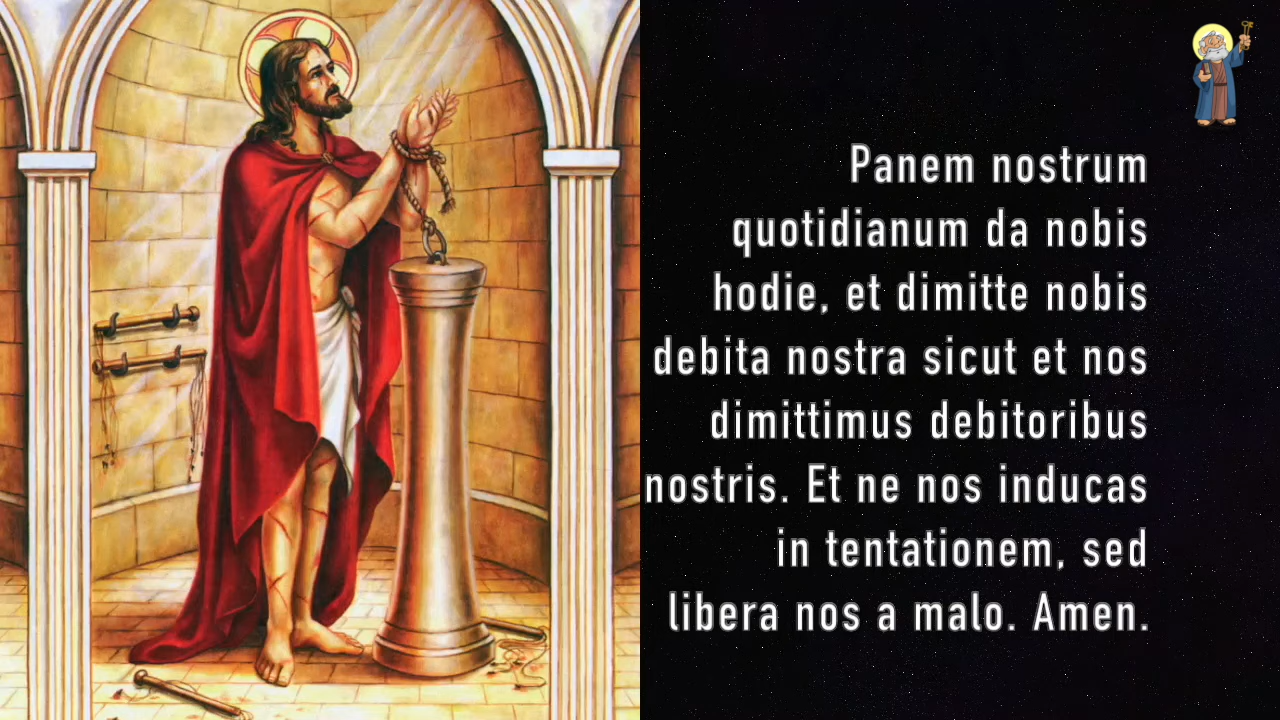 Panem nostrum
quotidianum da nobis
hodie, et dimitte nobis
debita nostra sicut et nos
dimittimus debitoribus
nostris. Et ne nos inducas
in tentationem, sed
libera nos a malo. Amen.